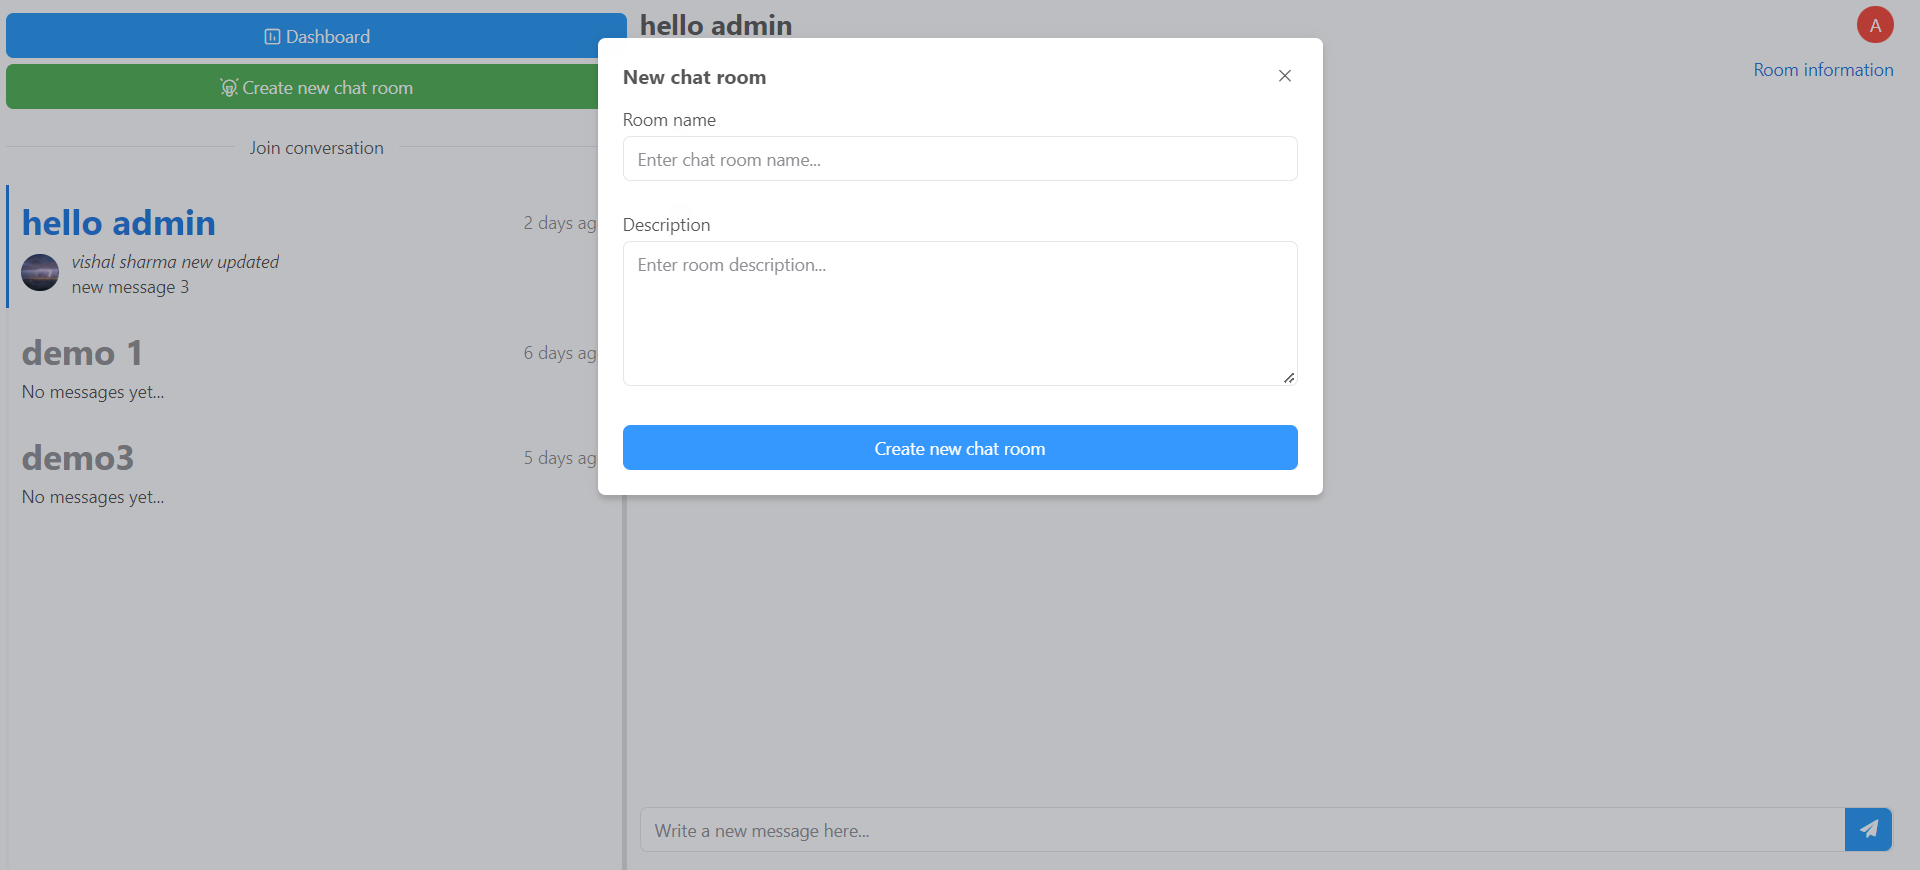 Dashboard
Create new chat room
Join conversation
hello admin
2 days ag
vishal sharma new updated
new message 3
demo 1
6 days ag
No messages yet...
demo3
5 days ag
No messages yet...
hello admin
A
Room information
New chat room
Room name
Enter chat room name...
Description
Enter room description...
Create new chat room
Write a new message here...